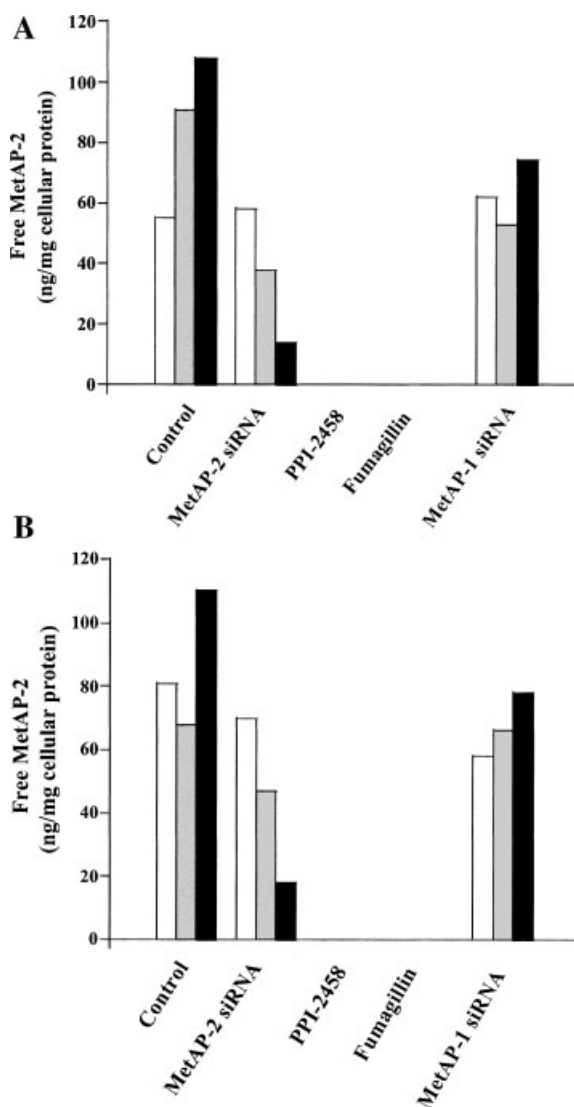 A
Free MetAP-2
(ng/mg cellular protein)
120
100
80
60
40
20
0
Control
MetAP-2 siRNA
PPI-2458
Fumagillin
MetAP-1 siRNA
B
Free MetAP-2
(ng/mg cellular protein)
120
100
80
60
40
20
0
Control
MetAP-2 siRNA
PPI-2458
Fumagillin
MetAP-1 siRNA